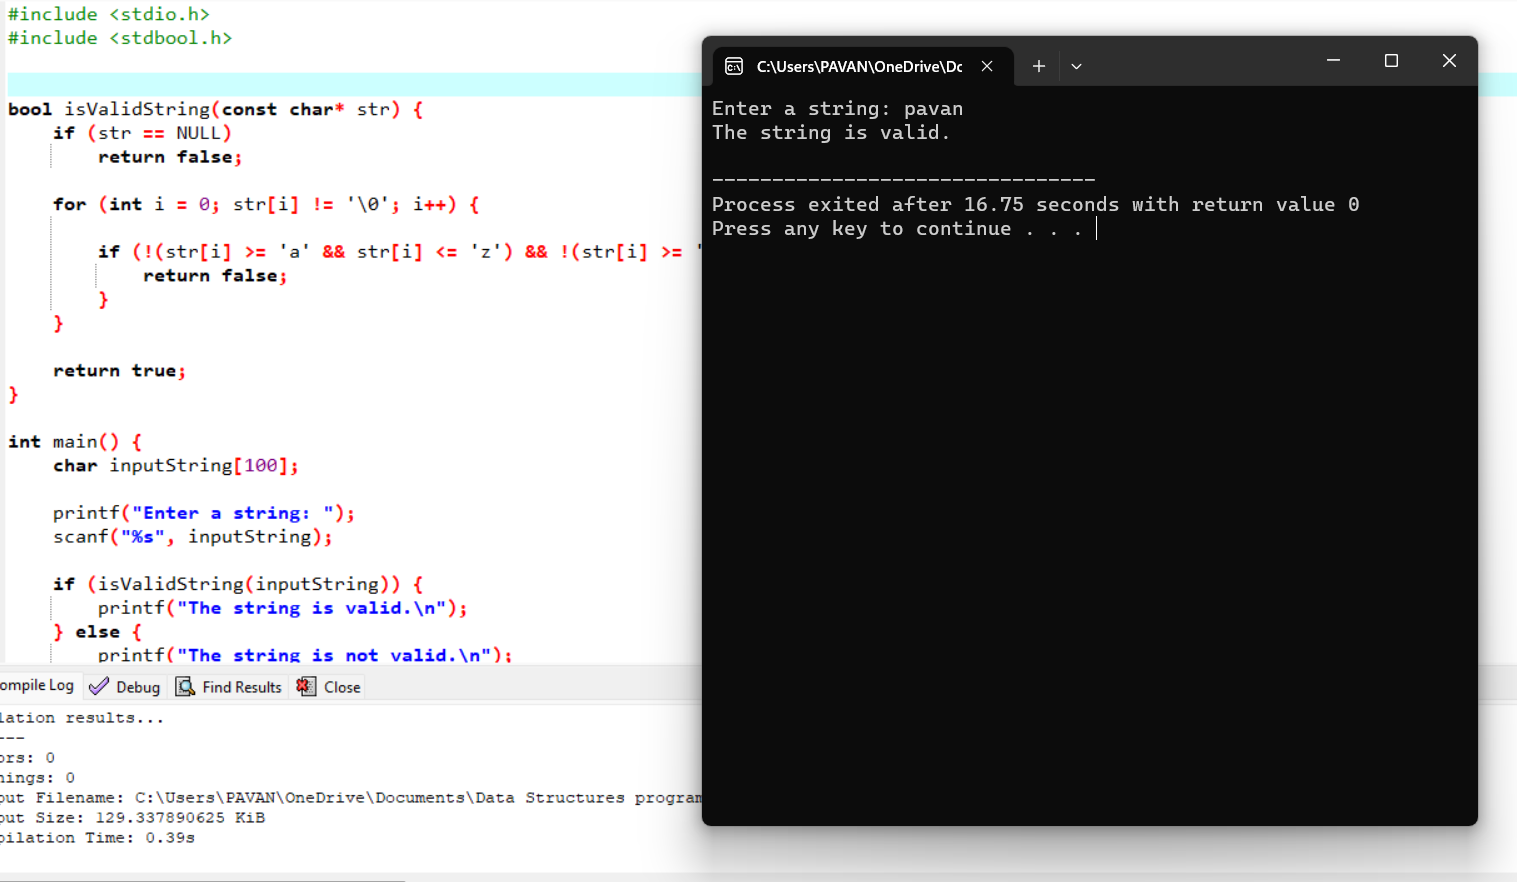 #include <stdio.h>
#include <stdbool.h>
bool isValidString(const char* str) {
if (str == NULL)
return false;
for (int i = 0; str[i] != '\0'; i++) {
if (!(str[i] >= 'a' && str[i] <= 'z') && !(str[i] >= '
return false;
}
}
return true;
}
int main() {
char inputString[100];
printf("Enter a string: ");
scanf("%s", inputString);
if (isValidString(inputString)) {
printf("The string is valid.\n");
} else {
printf("The string is not valid.\n");
C:\Users\PAVAN\OneDrive\Dc
Enter a string: pavan
The string is valid.
--------------------------------
Process exited after 16.75 seconds with return value 0
Press any key to continue . . .
ompile Log Debug Find Results Close
lation results...
---
ors: 0
nings: 0
put Filename: C:\Users\PAVAN\OneDrive\Documents\Data Structures program
put Size: 129.337890625 KiB
pilation Time: 0.39s